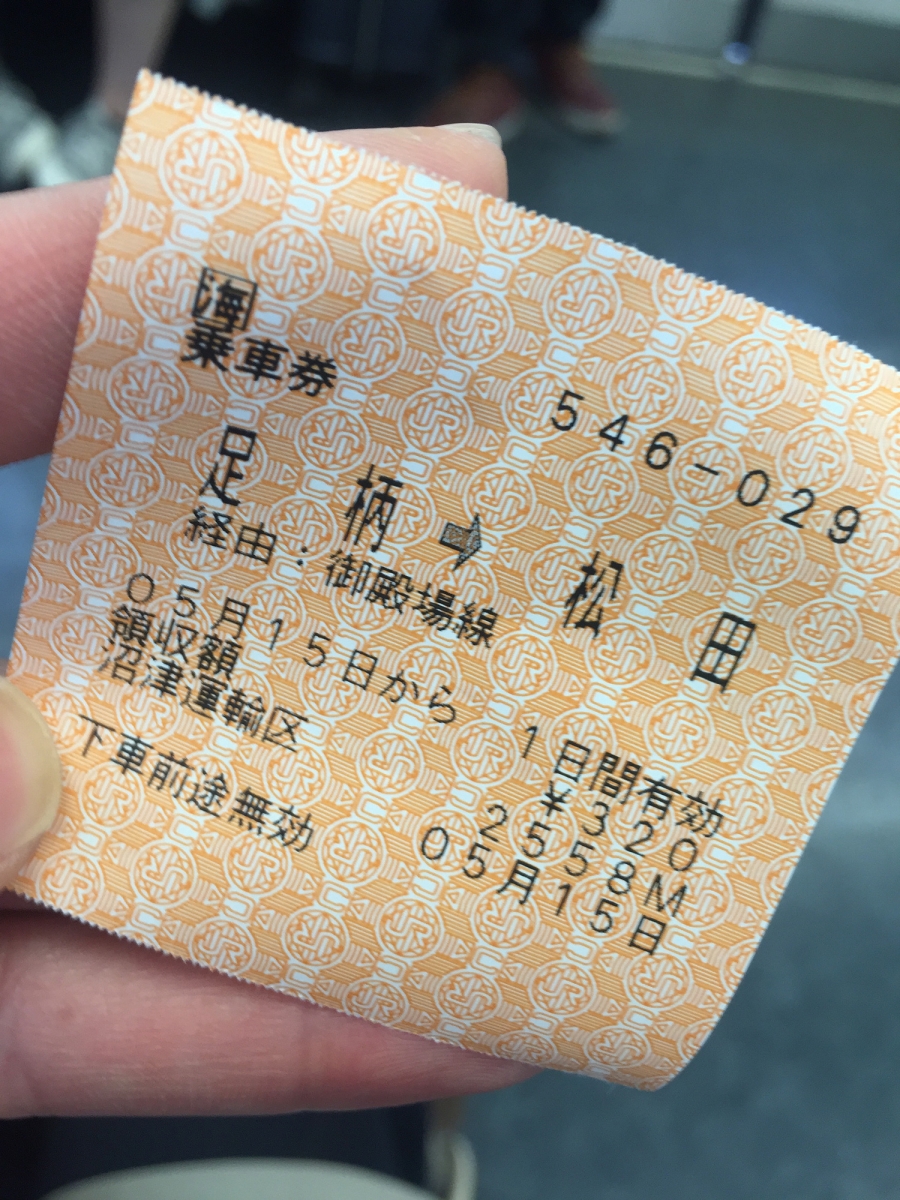 海
乗車券
546-029
足柄➡松田
経由:御殿場線
05月15日から 1日間有効
領収額 ¥320
沼津運輸区 2558M
下車前途無効 05月15日